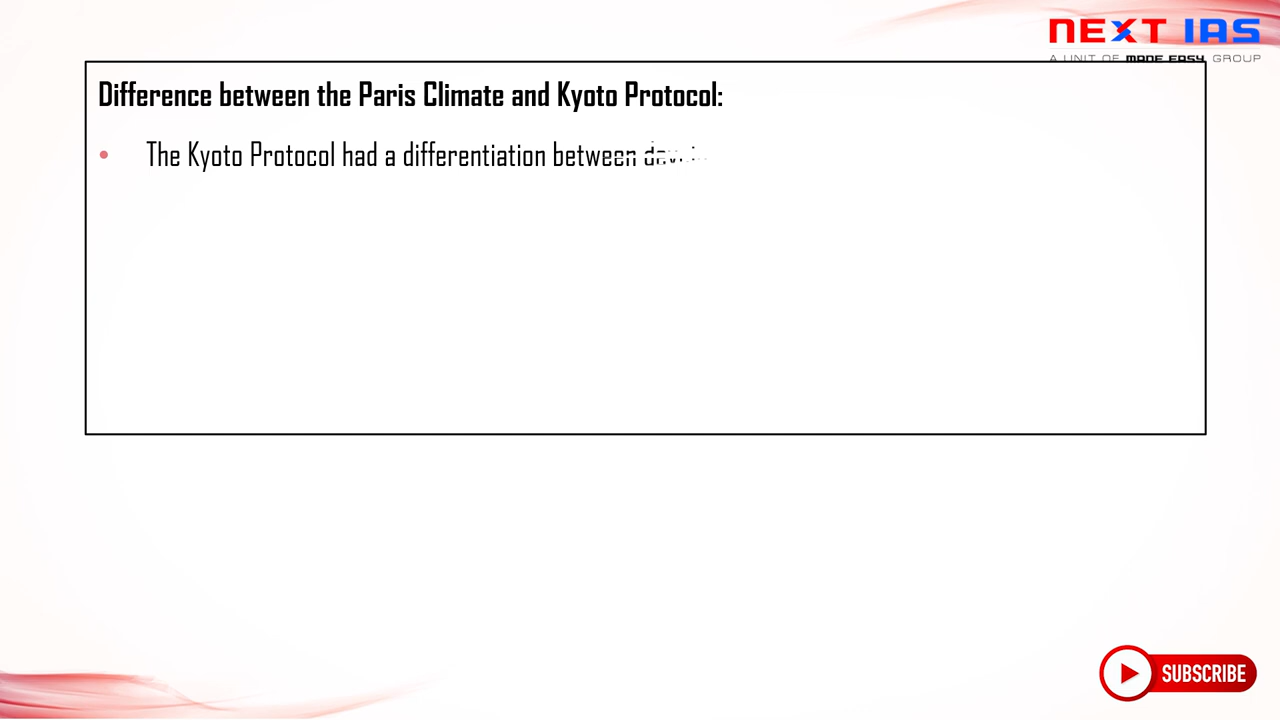 NEXT IAS
A UNIT OF MADE EASY GROUP
Difference between the Paris Climate and Kyoto Protocol:
• The Kyoto Protocol had a differentiation between
SUBSCRIBE